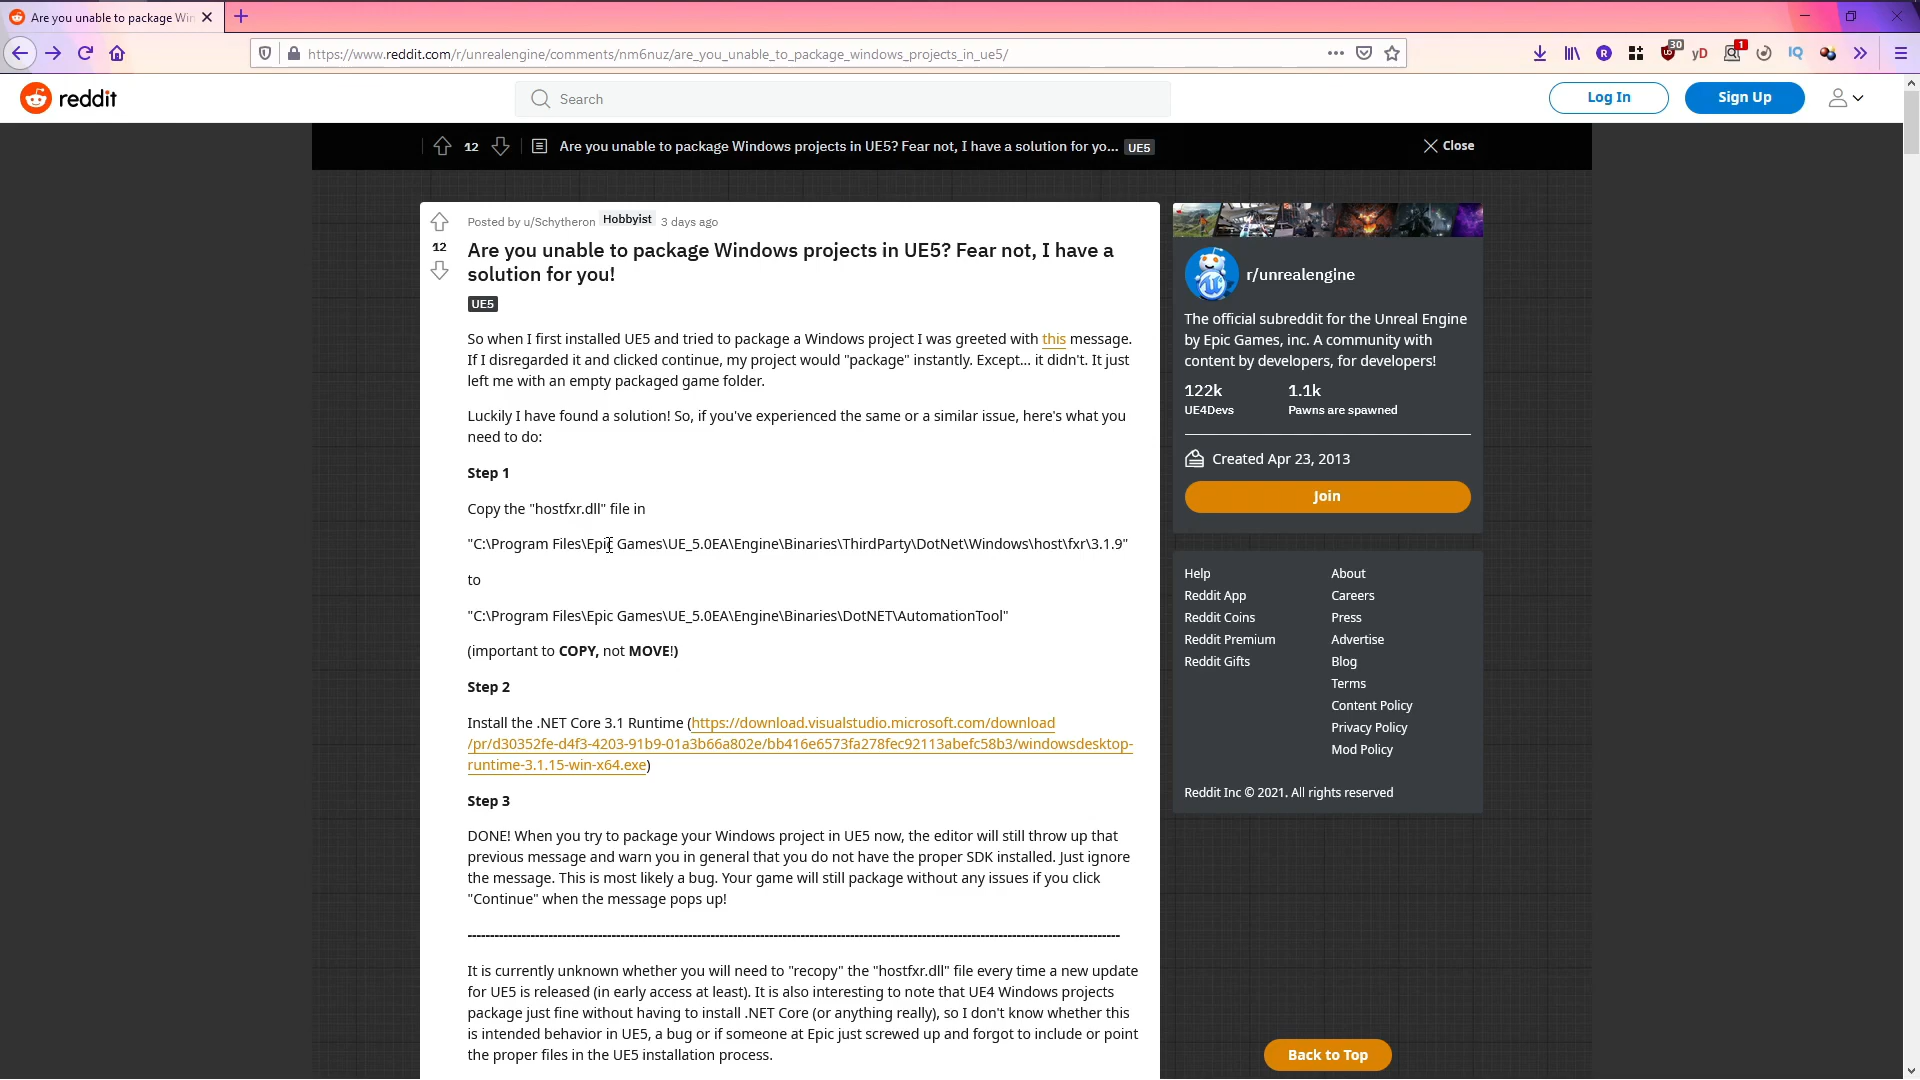 Are you unable to package Win
https://www.reddit.com/r/unrealengine/comments/nm6nuz/are_you_unable_to_package_windows_projects_in_ue5/
30
yD
1
IQ
reddit
Search
Log In
Sign Up
12
Are you unable to package Windows projects in UE5? Fear not, I have a solution for yo...
UE5
Close
Posted by u/Schytheron Hobbyist 3 days ago
12
Are you unable to package Windows projects in UE5? Fear not, I have a
solution for you!
UE5
So when I first installed UE5 and tried to package a Windows project I was greeted with this message.
If I disregarded it and clicked continue, my project would "package" instantly. Except... it didn't. It just
left me with an empty packaged game folder.
Luckily I have found a solution! So, if you've experienced the same or a similar issue, here's what you
need to do:
Step 1
Copy the "hostfxr.dll" file in
"C:\Program Files\Epic Games\UE_5.0EA\Engine\Binaries\ThirdParty\DotNet\Windows\host\fxr\3.1.9"
to
"C:\Program Files\Epic Games\UE_5.0EA\Engine\Binaries\DotNET\AutomationTool"
(important to COPY, not MOVE!)
Step 2
Install the .NET Core 3.1 Runtime (https://download.visualstudio.microsoft.com/download
/pr/d30352fe-d4f3-4203-91b9-01a3b66a802e/bb416e6573fa278fec92113abefc58b3/windowsdesktop-
runtime-3.1.15-win-x64.exe)
Step 3
DONE! When you try to package your Windows project in UE5 now, the editor will still throw up that
previous message and warn you in general that you do not have the proper SDK installed. Just ignore
the message. This is most likely a bug. Your game will still package without any issues if you click
"Continue" when the message pops up!
--------------------------------------------------------------------------------------------------------------------------------------------
It is currently unknown whether you will need to "recopy" the "hostfxr.dll" file every time a new update
for UE5 is released (in early access at least). It is also interesting to note that UE4 Windows projects
package just fine without having to install .NET Core (or anything really), so I don't know whether this
is intended behavior in UE5, a bug or if someone at Epic just screwed up and forgot to include or point
the proper files in the UE5 installation process.
r/unrealengine
The official subreddit for the Unreal Engine
by Epic Games, inc. A community with
content by developers, for developers!
122k
UE4Devs
1.1k
Pawns are spawned
Created Apr 23, 2013
Join
Help
Reddit App
Reddit Coins
Reddit Premium
Reddit Gifts
About
Careers
Press
Advertise
Blog
Terms
Content Policy
Privacy Policy
Mod Policy
Reddit Inc © 2021. All rights reserved
Back to Top